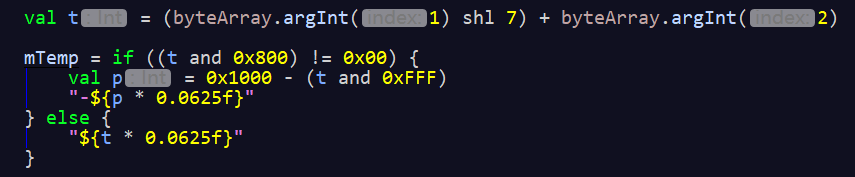 val t : Int = (byteArray.argInt( index: 1) shl 7) + byteArray.argInt( index: 2)
mTemp = if ((t and 0x800) != 0x00) {
val p : Int = 0x1000 - (t and 0xFFF)
"-${p * 0.0625f}"
} else {
"${t * 0.0625f}"
}